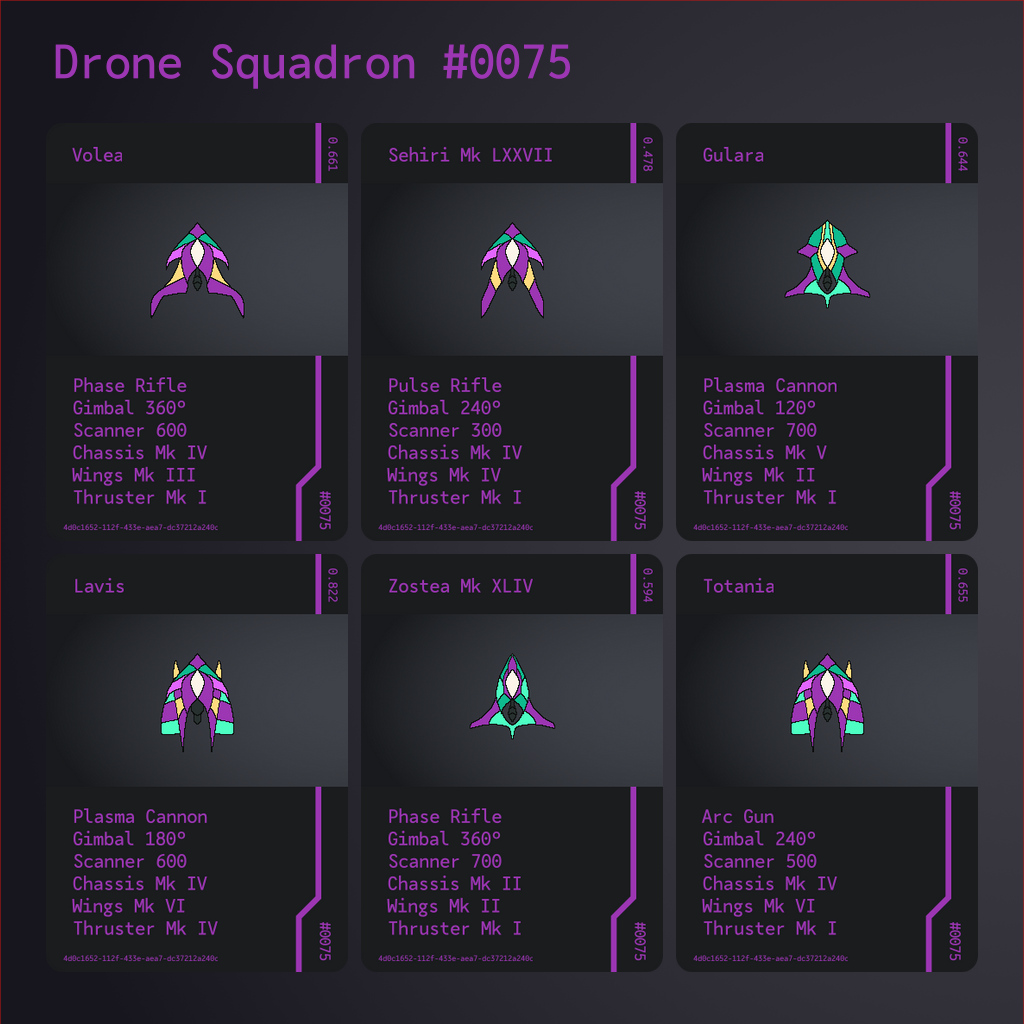 Drone Squadron #0075
Volea
0.661
Phase Rifle
Gimbal 360°
Scanner 600
Chassis Mk IV
Wings Mk III
Thruster Mk I
#0075
4d0c1652-112f-433e-aea7-dc37212a240c
Sehiri Mk LXXVII
0.478
Pulse Rifle
Gimbal 240°
Scanner 300
Chassis Mk IV
Wings Mk IV
Thruster Mk I
#0075
4d0c1652-112f-433e-aea7-dc37212a240c
Gulara
0.644
Plasma Cannon
Gimbal 120°
Scanner 700
Chassis Mk V
Wings Mk II
Thruster Mk I
#0075
4d0c1652-112f-433e-aea7-dc37212a240c
Lavis
0.822
Plasma Cannon
Gimbal 180°
Scanner 600
Chassis Mk IV
Wings Mk VI
Thruster Mk IV
#0075
4d0c1652-112f-433e-aea7-dc37212a240c
Zostea Mk XLIV
0.594
Phase Rifle
Gimbal 360°
Scanner 700
Chassis Mk II
Wings Mk II
Thruster Mk I
#0075
4d0c1652-112f-433e-aea7-dc37212a240c
Totania
0.655
Arc Gun
Gimbal 240°
Scanner 500
Chassis Mk IV
Wings Mk VI
Thruster Mk I
#0075
4d0c1652-112f-433e-aea7-dc37212a240c